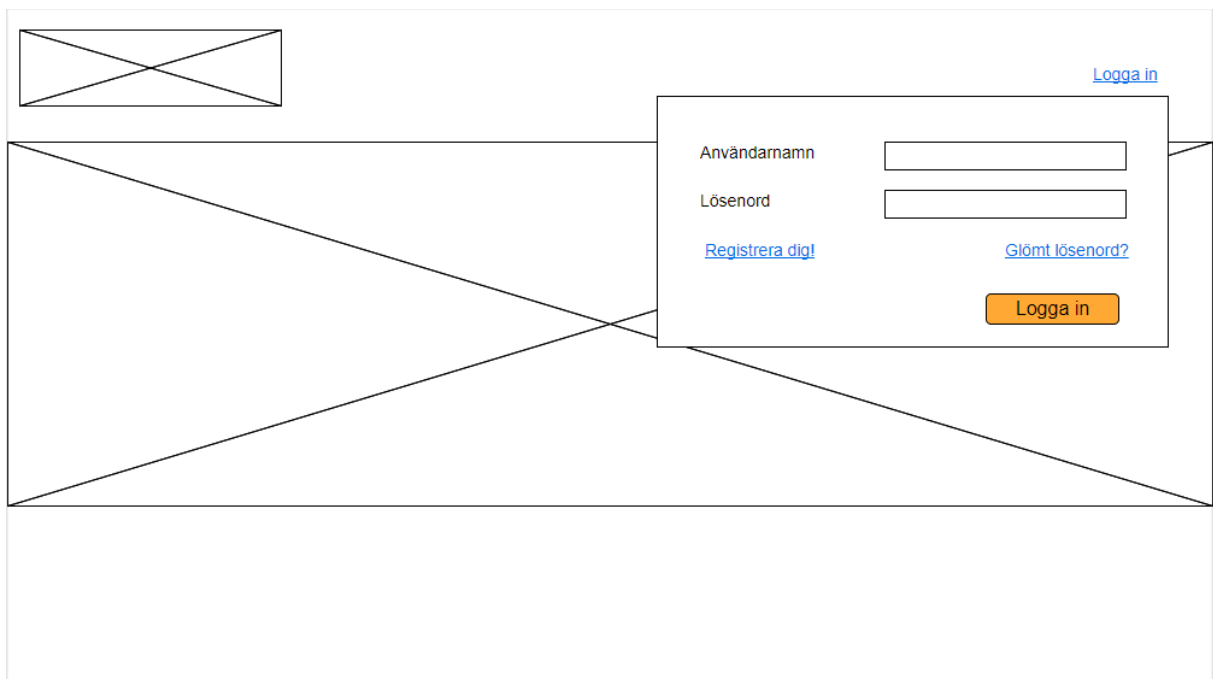 Logga in
Användarnamn
Lösenord
Registrera dig!
Glömt lösenord?
Logga in